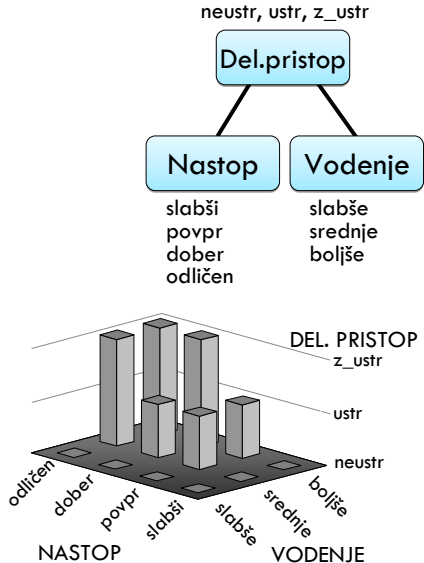 neustr, ustr, z_ustr
Del.pristop
Nastop
Vodenje
slabši
povpr
dober
odličen
slabše
srednje
boljše
DEL. PRISTOP
z_ustr
ustr
neustr
odličen
dober
povpr
slabši
slabše
srednje
boljše
NASTOP
VODENJE